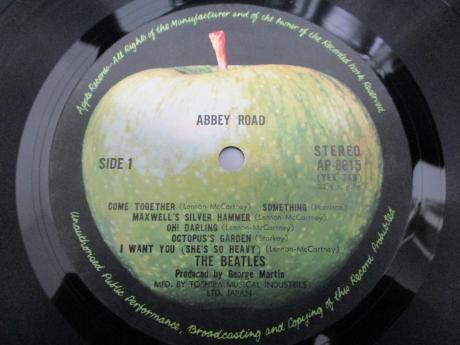 Apple Records-All Rights of the Manufacturer and of the Owner of the Recorded Work Reserved
ABBEY ROAD
SIDE 1
STEREO
AP-8815
(YEX 749)
COME TOGETHER (Lennon-McCartney) SOMETHING (Harrison)
MAXWELL'S SILVER HAMMER (Lennon-McCartney)
OH! DARLING (Lennon-McCartney)
OCTOPUS'S GARDEN (Starkey)
I WANT YOU (SHE'S SO HEAVY) (Lennon-McCartney)
THE BEATLES
Produced by George Martin
MFD. BY TOSHIBA MUSICAL INDUSTRIES
LTD. JAPAN
Unauthorized Public Performance, Broadcasting and Copying of this Record Prohibited